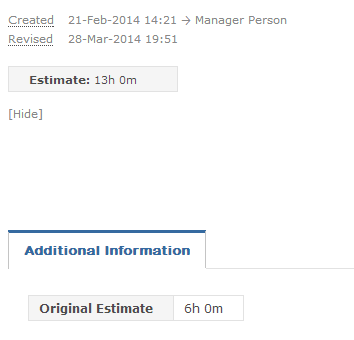 Created 21-Feb-2014 14:21 → Manager Person
Revised 28-Mar-2014 19:51
Estimate: 13h 0m
[Hide]
Additional Information
Original Estimate 6h 0m